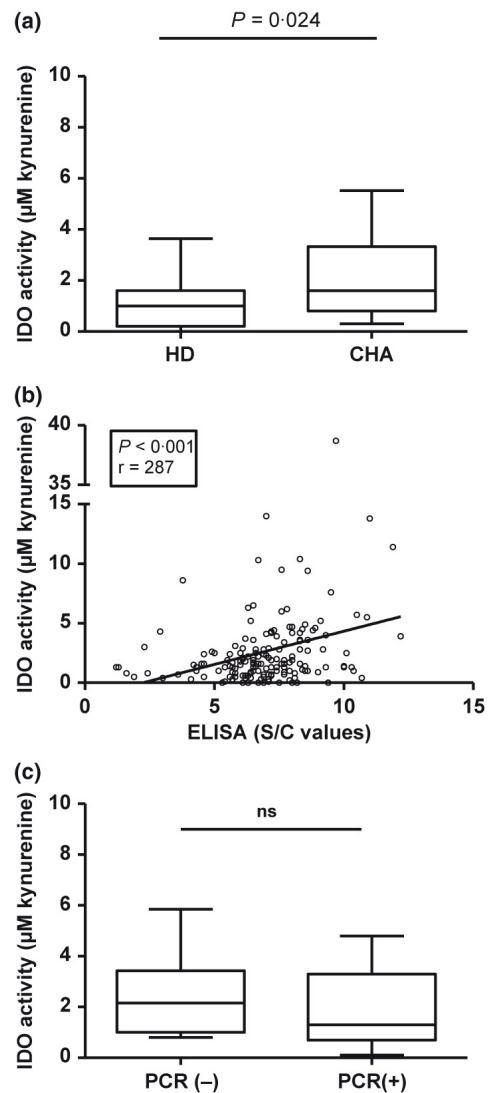 (a)
P = 0·024
IDO activity (μM kynurenine)
10
8
6
4
2
0
HD
CHA
(b)
IDO activity (μM kynurenine)
40
35
15
10
5
0
P < 0·001
r = 287
0
5
10
15
ELISA (S/C values)
(c)
IDO activity (μM kynurenine)
10
8
6
4
2
0
ns
PCR (–)
PCR(+)